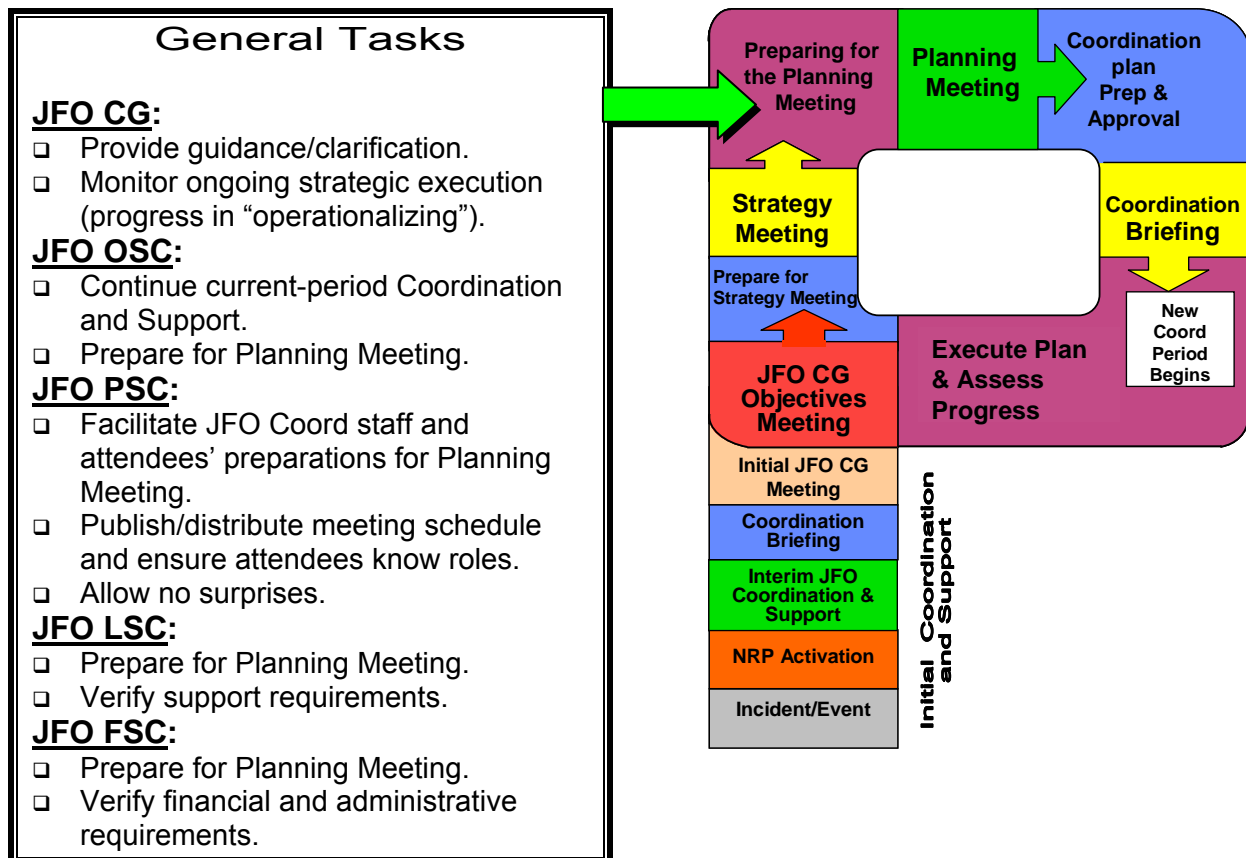 General Tasks
JFO CG:
❑ Provide guidance/clarification.
❑ Monitor ongoing strategic execution
(progress in “operationalizing”).
JFO OSC:
❑ Continue current-period Coordination
and Support.
❑ Prepare for Planning Meeting.
JFO PSC:
❑ Facilitate JFO Coord staff and
attendees’ preparations for Planning
Meeting.
❑ Publish/distribute meeting schedule
and ensure attendees know roles.
❑ Allow no surprises.
JFO LSC:
❑ Prepare for Planning Meeting.
❑ Verify support requirements.
JFO FSC:
❑ Prepare for Planning Meeting.
❑ Verify financial and administrative
requirements.
Preparing for
the Planning
Meeting
Planning
Meeting
Coordination
plan
Prep &
Approval
Strategy
Meeting
Coordination
Briefing
Prepare for
Strategy Meeting
New
Coord
Period
Begins
Execute Plan
& Assess
Progress
JFO CG
Objectives
Meeting
Initial JFO CG
Meeting
Coordination
Briefing
Interim JFO
Coordination &
Support
NRP Activation
Incident/Event
Initial Coordination
and Support